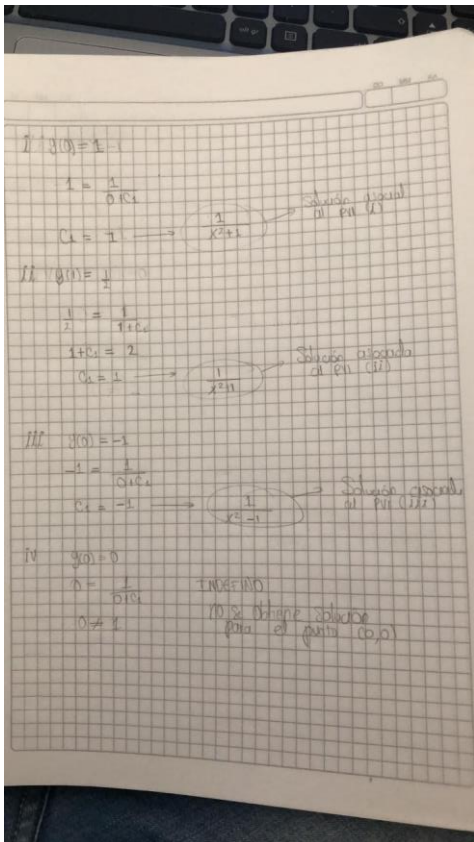 I y(0) = 1
1 = 1/(0+C1)
C1 = 1 → 1/(x²+1) → Solución asociada
al PVI (I)
II y(1) = 1/2
1/2 = 1/(1+C1)
1+C1 = 2
C1 = 1 → 1/(x²+1) → Solución asociada
al PVI (II)
III y(0) = -1
-1 = 1/(0+C1)
C1 = -1 → 1/(x²-1) → Solución asociada
al PVI (III)
IV y(0) = 0
0 = 1/(0+C1) INDEFINIDO
0 ≠ 1 no se obtiene solución
para el punto (0,0)